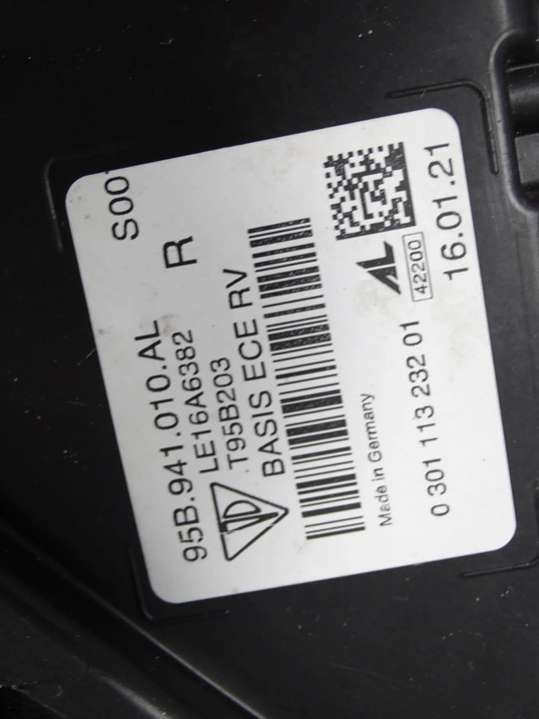 95B.941.010.AL R S00
LE16A6382
T95B203
BASIS ECE RV
Made in Germany
AL
42200
0 301 113 232 01 16.01.21